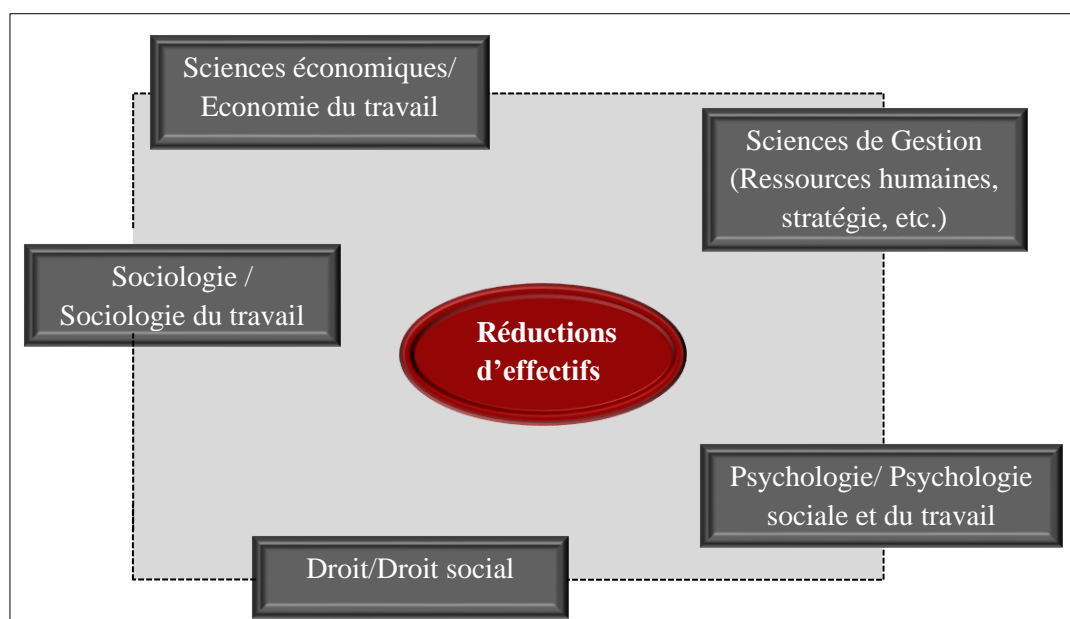 Sciences économiques/
Economie du travail
Sciences de Gestion
(Ressources humaines,
stratégie, etc.)
Sociologie /
Sociologie du travail
Réductions
d’effectifs
Psychologie/ Psychologie
sociale et du travail
Droit/Droit social